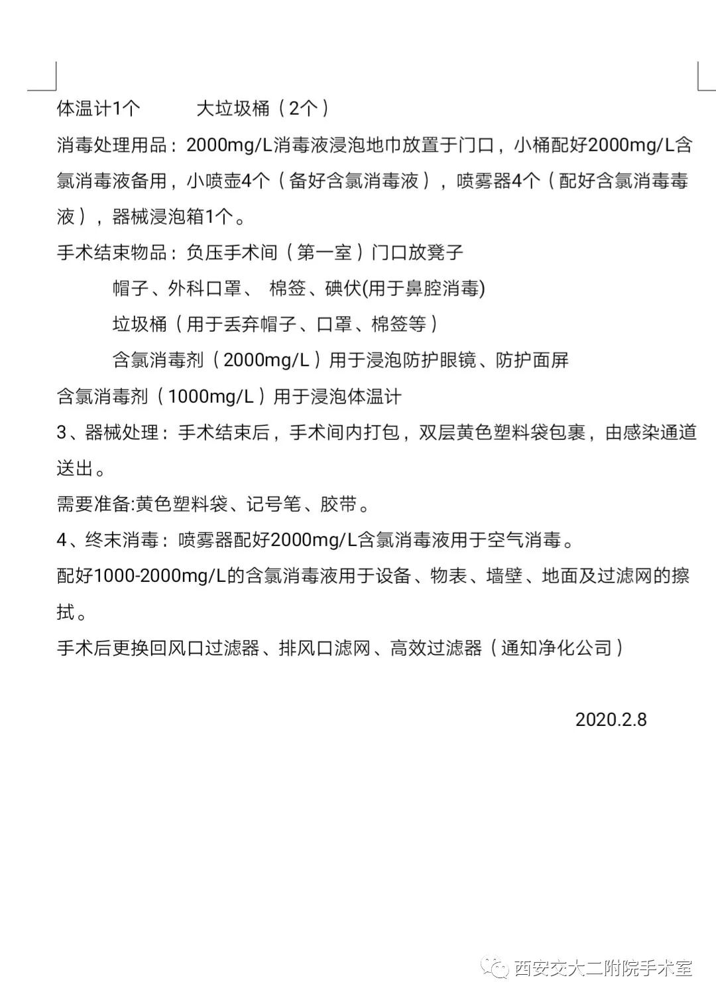 体温计1个 大垃圾桶（2个）
消毒处理用品：2000mg/L消毒液浸泡地巾放置于门口，小桶配好2000mg/L含
氯消毒液备用，小喷壶4个（备好含氯消毒液），喷雾器4个（配好含氯消毒毒
液），器械浸泡箱1个。
手术结束物品：负压手术间（第一室）门口放凳子
帽子、外科口罩、 棉签、碘伏(用于鼻腔消毒)
垃圾桶（用于丢弃帽子、口罩、棉签等）
含氯消毒剂（2000mg/L）用于浸泡防护眼镜、防护面屏
含氯消毒剂（1000mg/L）用于浸泡体温计
3、器械处理：手术结束后，手术间内打包，双层黄色塑料袋包裹，由感染通道
送出。
需要准备:黄色塑料袋、记号笔、胶带。
4、终末消毒：喷雾器配好2000mg/L含氯消毒液用于空气消毒。
配好1000-2000mg/L的含氯消毒液用于设备、物表、墙壁、地面及过滤网的擦
拭。
手术后更换回风口过滤器、排风口滤网、高效过滤器（通知净化公司）
2020.2.8
西安交大二附院手术室